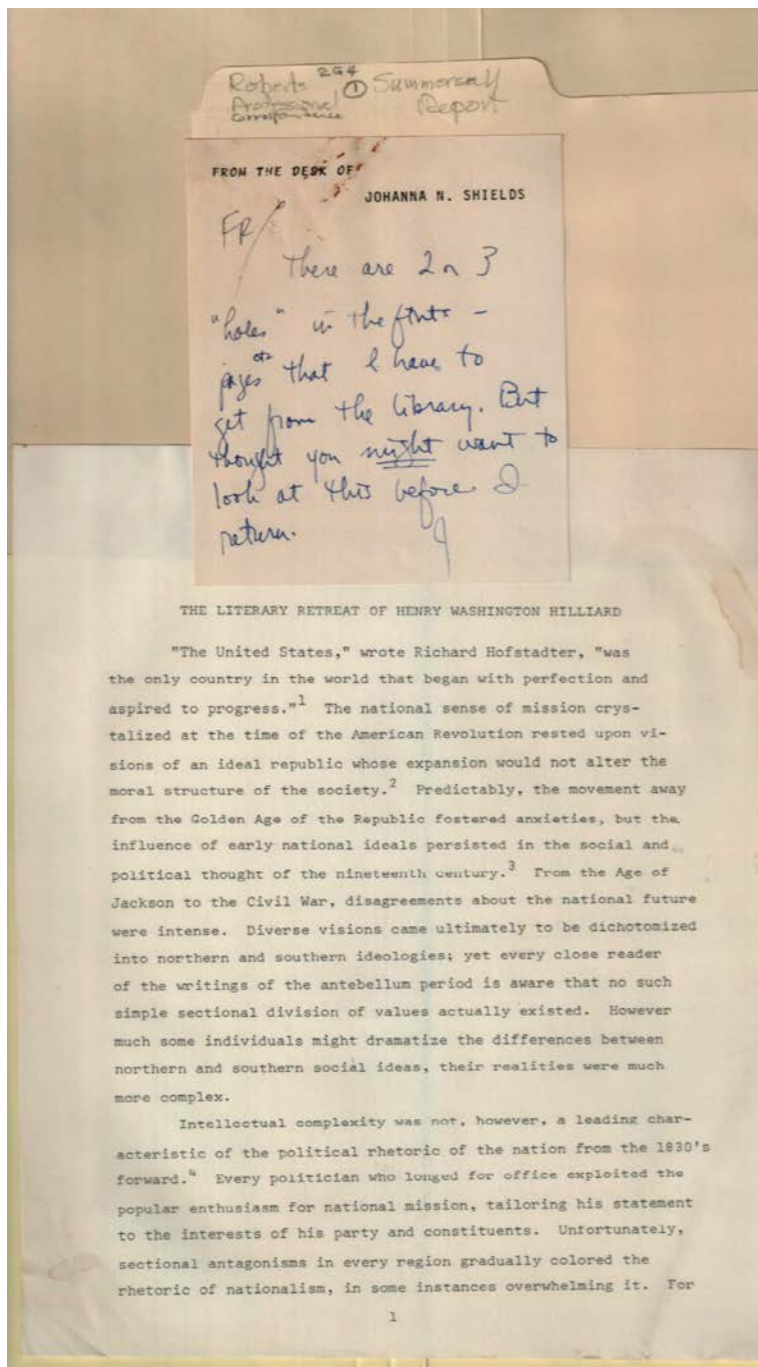 Roberts 2G4 ① Summersell
Professional Report
Correspondence
FROM THE DESK OF
JOHANNA N. SHIELDS
FR/
There are 2 or 3
"holes" in the ftnts -
pages that I have to
get from the library. But
thought you might want to
look at this before I
return.
J
THE LITERARY RETREAT OF HENRY WASHINGTON HILLIARD
"The United States," wrote Richard Hofstadter, "was
the only country in the world that began with perfection and
aspired to progress."1 The national sense of mission crys-
talized at the time of the American Revolution rested upon vi-
sions of an ideal republic whose expansion would not alter the
moral structure of the society.2 Predictably, the movement away
from the Golden Age of the Republic fostered anxieties, but the
influence of early national ideals persisted in the social and
political thought of the nineteenth century.3 From the Age of
Jackson to the Civil War, disagreements about the national future
were intense. Diverse visions came ultimately to be dichotomized
into northern and southern ideologies; yet every close reader
of the writings of the antebellum period is aware that no such
simple sectional division of values actually existed. However
much some individuals might dramatize the differences between
northern and southern social ideas, their realities were much
more complex.
Intellectual complexity was not, however, a leading char-
acteristic of the political rhetoric of the nation from the 1830's
forward.4 Every politician who longed for office exploited the
popular enthusiasm for national mission, tailoring his statement
to the interests of his party and constituents. Unfortunately,
sectional antagonisms in every region gradually colored the
rhetoric of nationalism, in some instances overwhelming it. For
1